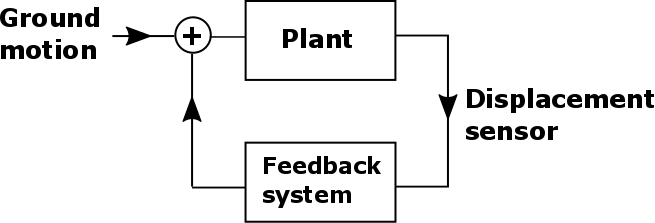 Ground
motion
+
Plant
Displacement
sensor
Feedback
system